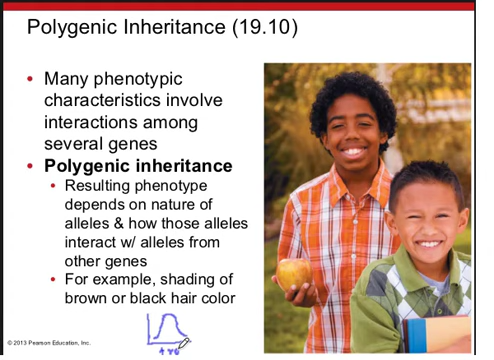 Polygenic Inheritance (19.10)
• Many phenotypic
characteristics involve
interactions among
several genes
• Polygenic inheritance
• Resulting phenotype
depends on nature of
alleles & how those alleles
interact w/ alleles from
other genes
• For example, shading of
brown or black hair color
© 2013 Pearson Education, Inc.